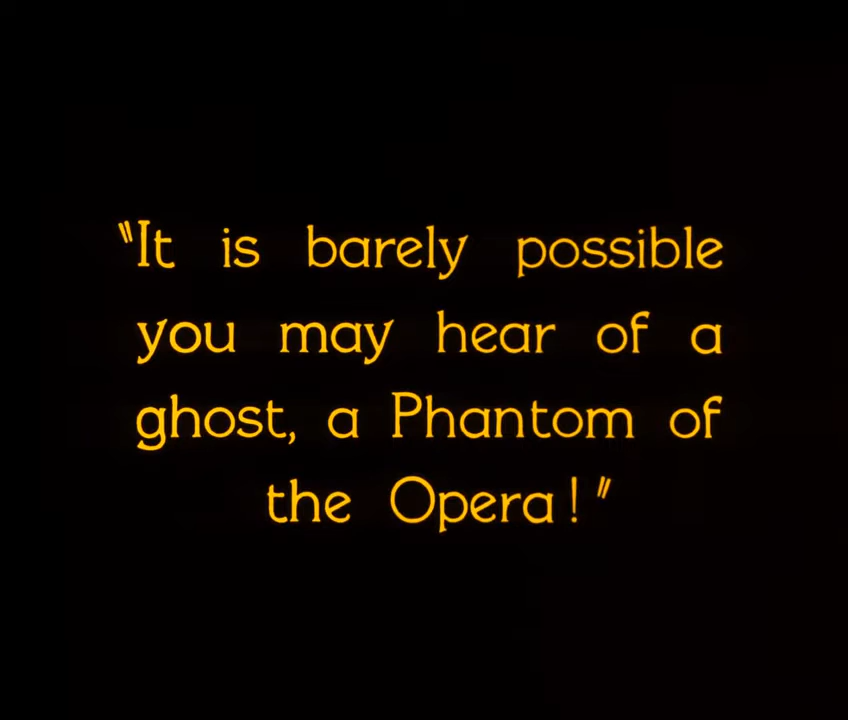 "It is barely possible
you may hear of a
ghost, a Phantom of
the Opera!"